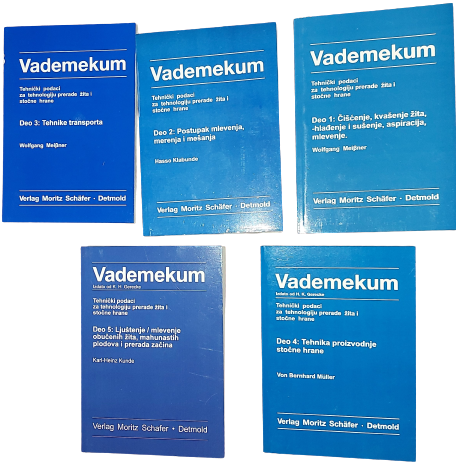 Vademekum
Tehnički podaci
za tehnologiju prerade žita i
stočne hrane
Deo 3: Tehnike transporta
Wolfgang Meißner
Verlag Moritz Schäfer · Detmold
Vademekum
Tehnički podaci
za tehnologiju prerade žita i
stočne hrane
Deo 2: Postupak mlevenja,
merenja i mešanja
Hasso Klabunde
Verlag Moritz Schäfer · Detmold
Vademekum
Tehnički podaci
za tehnologiju prerade žita i
stočne hrane
Deo 1: Čišćenje, kvašenje žita,
-hlađenje i sušenje, aspiracija,
mlevenje.
Wolfgang Meißner
Verlag Moritz Schäfer · Detmold
Vademekum
Izdato od
Tehnički podaci
za tehnologiju prerade žita i
stočne hrane
Deo 5: Ljuštenje / mlevenje
obučenih žita, mahunastih
plodova i prerada začina
Karl-Heinz Kunde
Verlag Moritz Schäfer + Detmold
Vademekum
Izdato od
Tehnički podaci
za tehnologiju prerade žita i
stočne hrane
Deo 4: Tehnika proizvodnje
stočne hrane
Von Bernhard Müller
Verlag Moritz Schäfer · Detmold